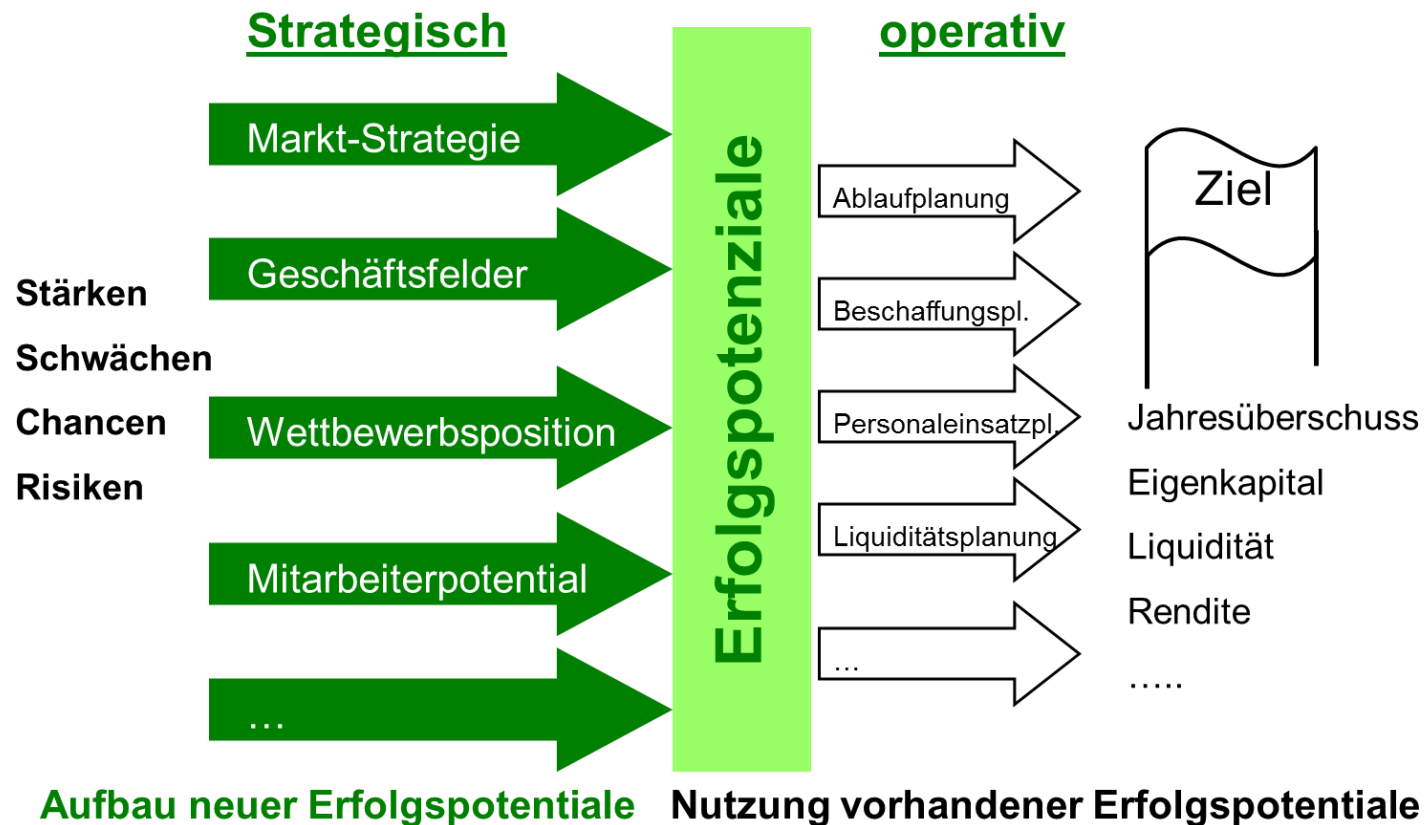 Strategisch
operativ
Stärken
Schwächen
Chancen
Risiken
Markt-Strategie
Geschäftsfelder
Wettbewerbsposition
Mitarbeiterpotential
…
Erfolgspotenziale
Ablaufplanung
Beschaffungspl.
Personaleinsatzpl.
Liquiditätsplanung
…
Ziel
Jahresüberschuss
Eigenkapital
Liquidität
Rendite
…..
Aufbau neuer Erfolgspotentiale
Nutzung vorhandener Erfolgspotentiale